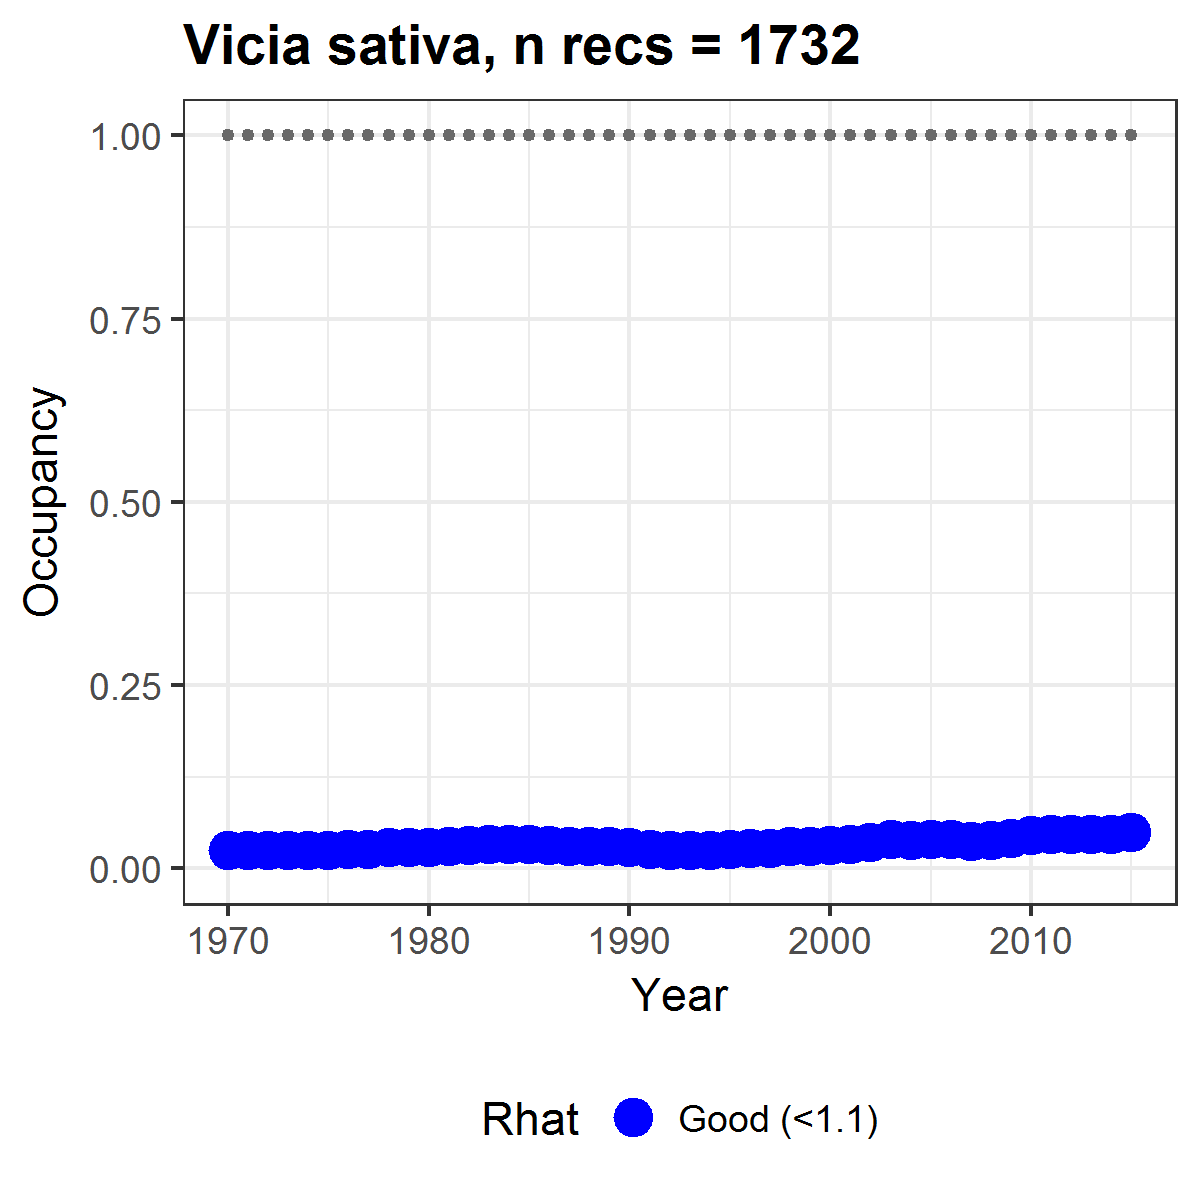 Vicia sativa, n recs = 1732
1.00
0.75
0.50
0.25
0.00
Occupancy
1970 1980 1990 2000 2010
Year
Rhat Good (<1.1)